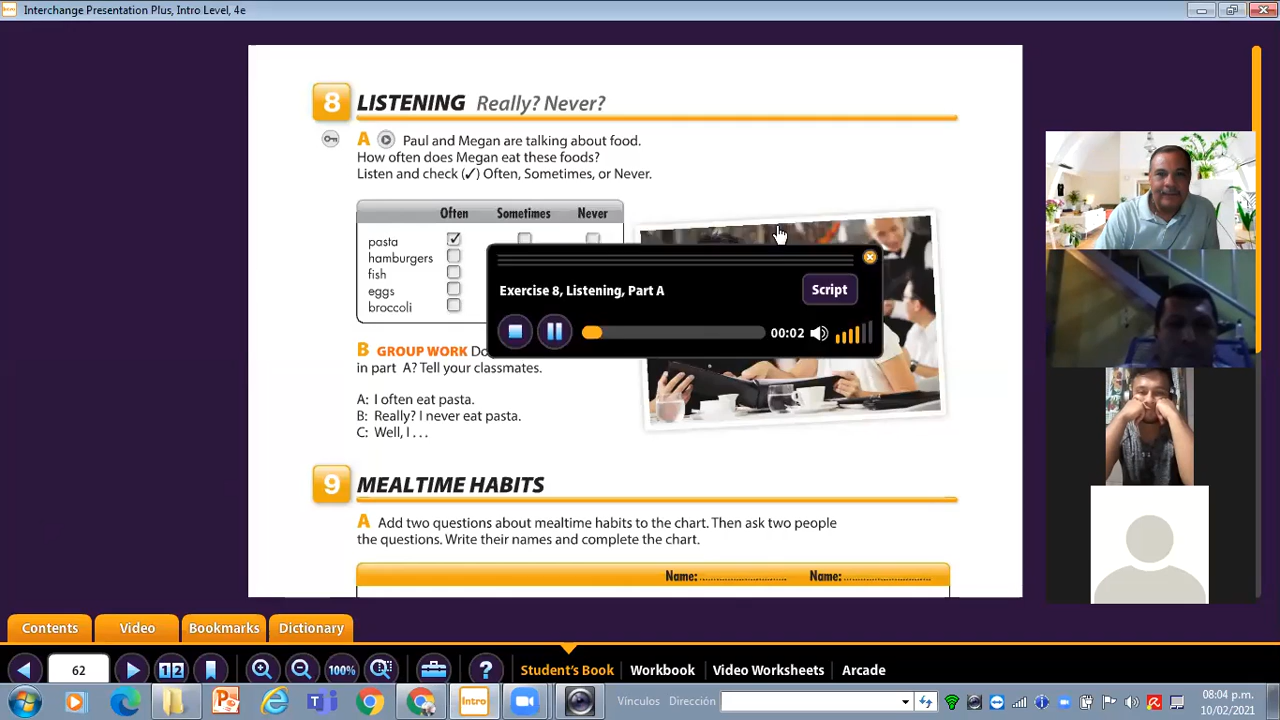 Interchange Presentation Plus, Intro Level, 4e
8 LISTENING Really? Never?
A Paul and Megan are talking about food.
How often does Megan eat these foods?
Listen and check (✓) Often, Sometimes, or Never.
Often Sometimes Never
pasta
hamburgers
fish
eggs
broccoli
Exercise 8, Listening, Part A
Script
00:02
B GROUP WORK Do
in part A? Tell your classmates.
A: I often eat pasta.
B: Really? I never eat pasta.
C: Well, I . . .
9 MEALTIME HABITS
A Add two questions about mealtime habits to the chart. Then ask two people
the questions. Write their names and complete the chart.
Name: Name:
Contents Video Bookmarks Dictionary
62 12 100% ? Student's Book Workbook Video Worksheets Arcade
Intro Vínculos Dirección 08:04 p.m.
10/02/2021